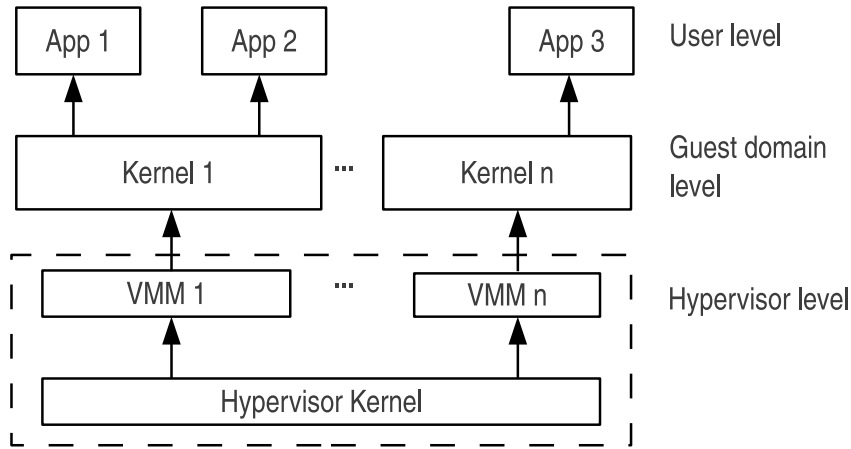 App 1
App 2
App 3
User level
Kernel 1
...
Kernel n
Guest domain
level
VMM 1
...
VMM n
Hypervisor level
Hypervisor Kernel